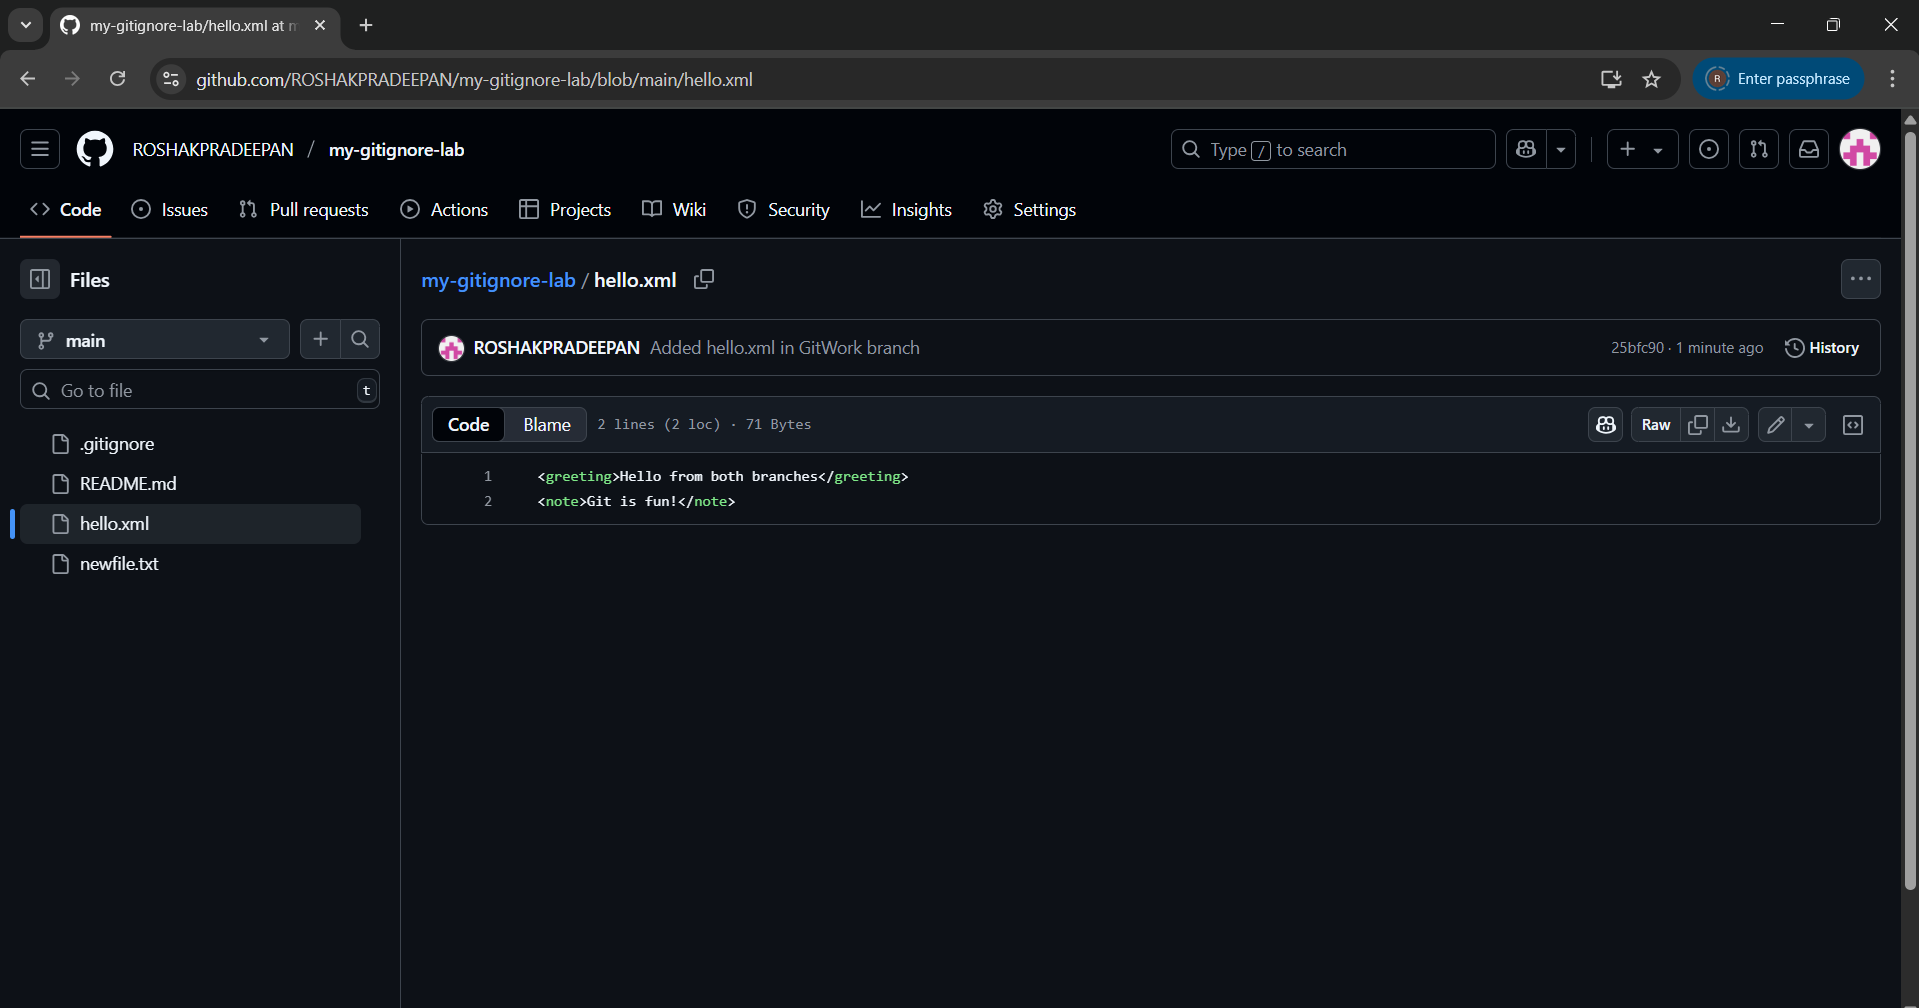 my-gitignore-lab/hello.xml at m
github.com/ROSHAKPRADEEPAN/my-gitignore-lab/blob/main/hello.xml
R Enter passphrase
ROSHAKPRADEEPAN / my-gitignore-lab
Type / to search
Code Issues Pull requests Actions Projects Wiki Security Insights Settings
Files
my-gitignore-lab / hello.xml
main
ROSHAKPRADEEPAN Added hello.xml in GitWork branch
25bfc90 · 1 minute ago History
Go to file t
Code Blame 2 lines (2 loc) · 71 Bytes
Raw
.gitignore
README.md
hello.xml
newfile.txt
1 <greeting>Hello from both branches</greeting>
2 <note>Git is fun!</note>